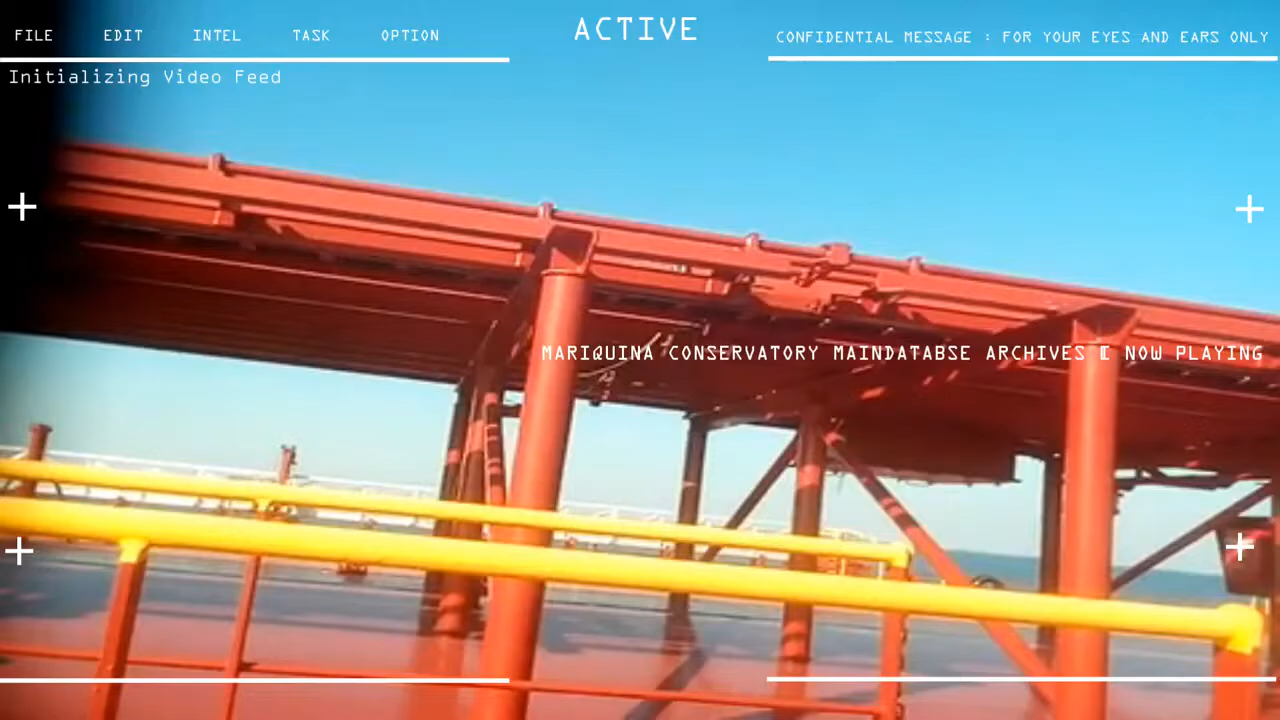 FILE EDIT INTEL TASK OPTION
ACTIVE
CONFIDENTIAL MESSAGE : FOR YOUR EYES AND EARS ONLY
Initializing Video Feed
MARIQUINA CONSERVATORY MAINDATABSE ARCHIVES NOW PLAYING